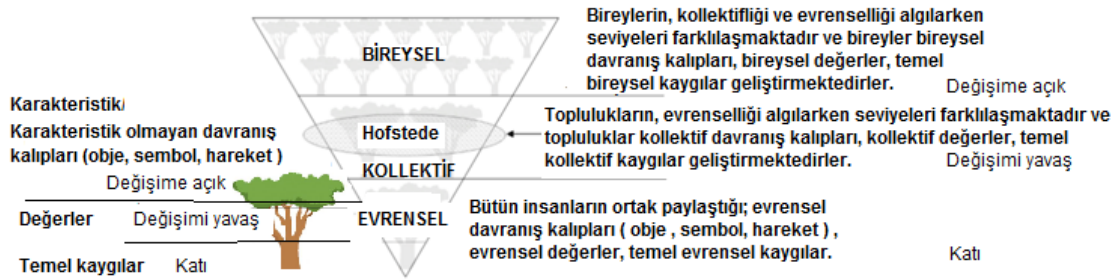 Bireylerin, kollektifliği ve evrenselliği algılarken
seviyeleri farklılaşmaktadır ve bireyler bireysel
davranış kalıpları, bireysel değerler, temel
bireysel kaygılar geliştirmektedirler.
Değişime açık
BİREYSEL
Karakteristik/
Karakteristik olmayan davranış
kalıpları (obje, sembol, hareket )
Değişime açık
Hofstede
Toplulukların, evrenselliği algılarken seviyeleri farklılaşmaktadır ve
topluluklar kollektif davranış kalıpları, kollektif değerler, temel
kollektif kaygılar geliştirmektedirler.
Değişimi yavaş
KOLLEKTİF
Değerler Değişimi yavaş
EVRENSEL
Bütün insanların ortak paylaştığı; evrensel
davranış kalıpları ( obje , sembol, hareket ) ,
evrensel değerler, temel evrensel kaygılar.
Katı
Temel kaygılar Katı